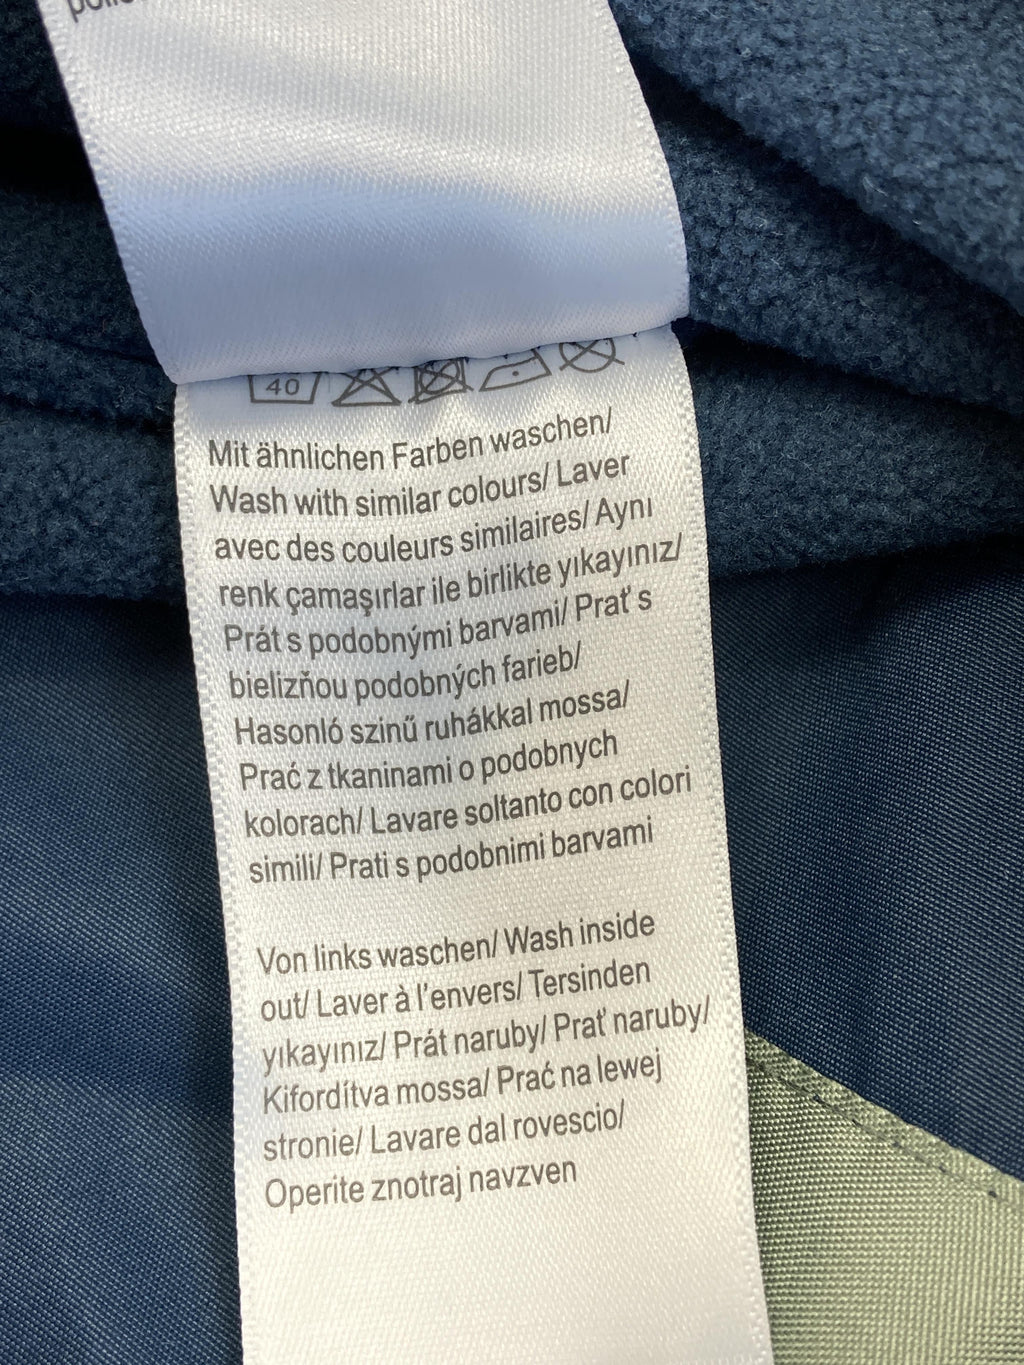 40
Mit ähnlichen Farben waschen/
Wash with similar colours/ Laver
avec des couleurs similaires/ Aynı
renk çamaşırlar ile birlikte yıkayınız/
Prát s podobnými barvami/ Prať s
bielizňou podobných farieb/
Hasonló szinű ruhákkal mossa/
Prać z tkaninami o podobnych
kolorach/ Lavare soltanto con colori
simili/ Prati s podobnimi barvami
Von links waschen/ Wash inside
out/ Laver à l'envers/ Tersinden
yıkayınız/ Prát naruby/ Prať naruby/
Kifordítva mossa/ Prać na lewej
stronie/ Lavare dal rovescio/
Operite znotraj navzven